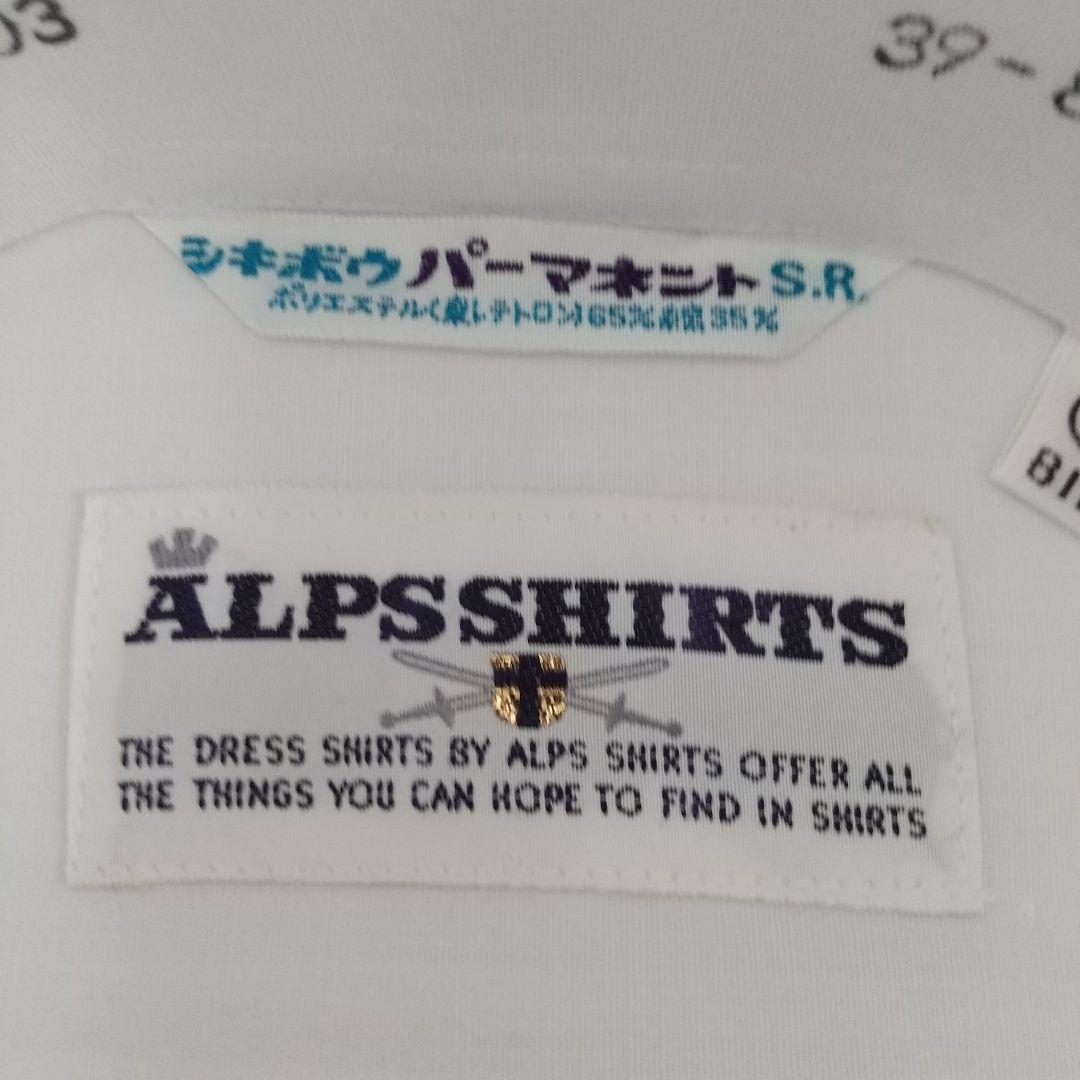 03
39-8
シキボウ パーマネント S.R.
ポリエステル(東レテトロン)65% 綿35%
ALPSSHIRTS
THE DRESS SHIRTS BY ALPS SHIRTS OFFER ALL
THE THINGS YOU CAN HOPE TO FIND IN SHIRTS